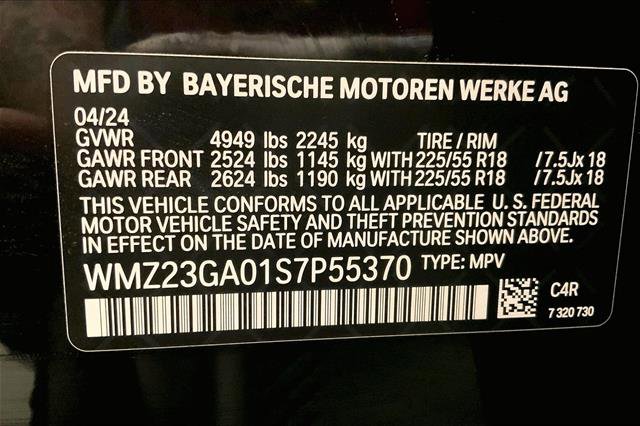 MFD BY BAYERISCHE MOTOREN WERKE AG
04/24
GVWR 4949 lbs 2245 kg TIRE / RIM
GAWR FRONT 2524 lbs 1145 kg WITH 225/55 R18 / 7.5Jx 18
GAWR REAR 2624 lbs 1190 kg WITH 225/55 R18 / 7.5Jx 18
THIS VEHICLE CONFORMS TO ALL APPLICABLE U.S. FEDERAL
MOTOR VEHICLE SAFETY AND THEFT PREVENTION STANDARDS
IN EFFECT ON THE DATE OF MANUFACTURE SHOWN ABOVE.
WMZ23GA01S7P55370 TYPE: MPV
C4R
7 320 730